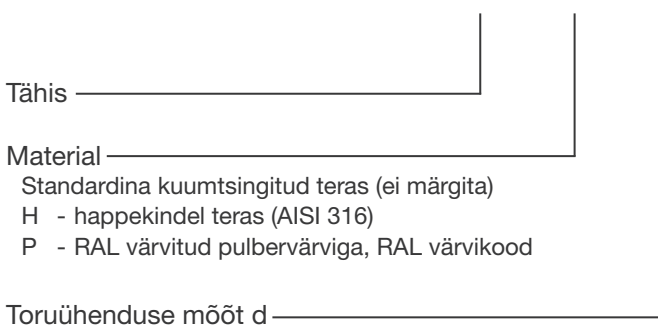 Tähis
Material
Standardina kuumtsingitud teras (ei märgita)
H - happekindel teras (AISI 316)
P - RAL värvitud pulbervärviga, RAL värvikood
Toruühenduse mõõt d